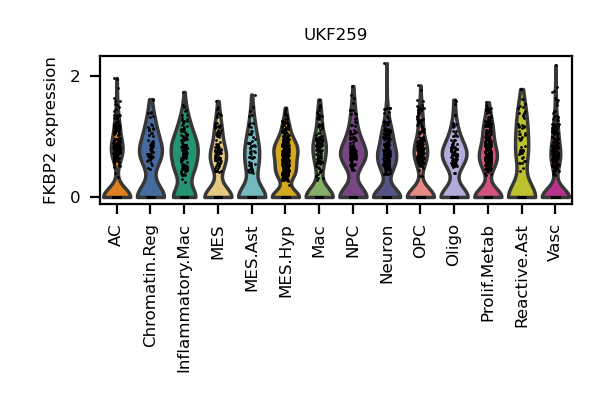 UKF259
FKBP2 expression
2
0
AC
Chromatin.Reg
Inflammatory.Mac
MES
MES.Ast
MES.Hyp
Mac
NPC
Neuron
OPC
Oligo
Prolif.Metab
Reactive.Ast
Vasc